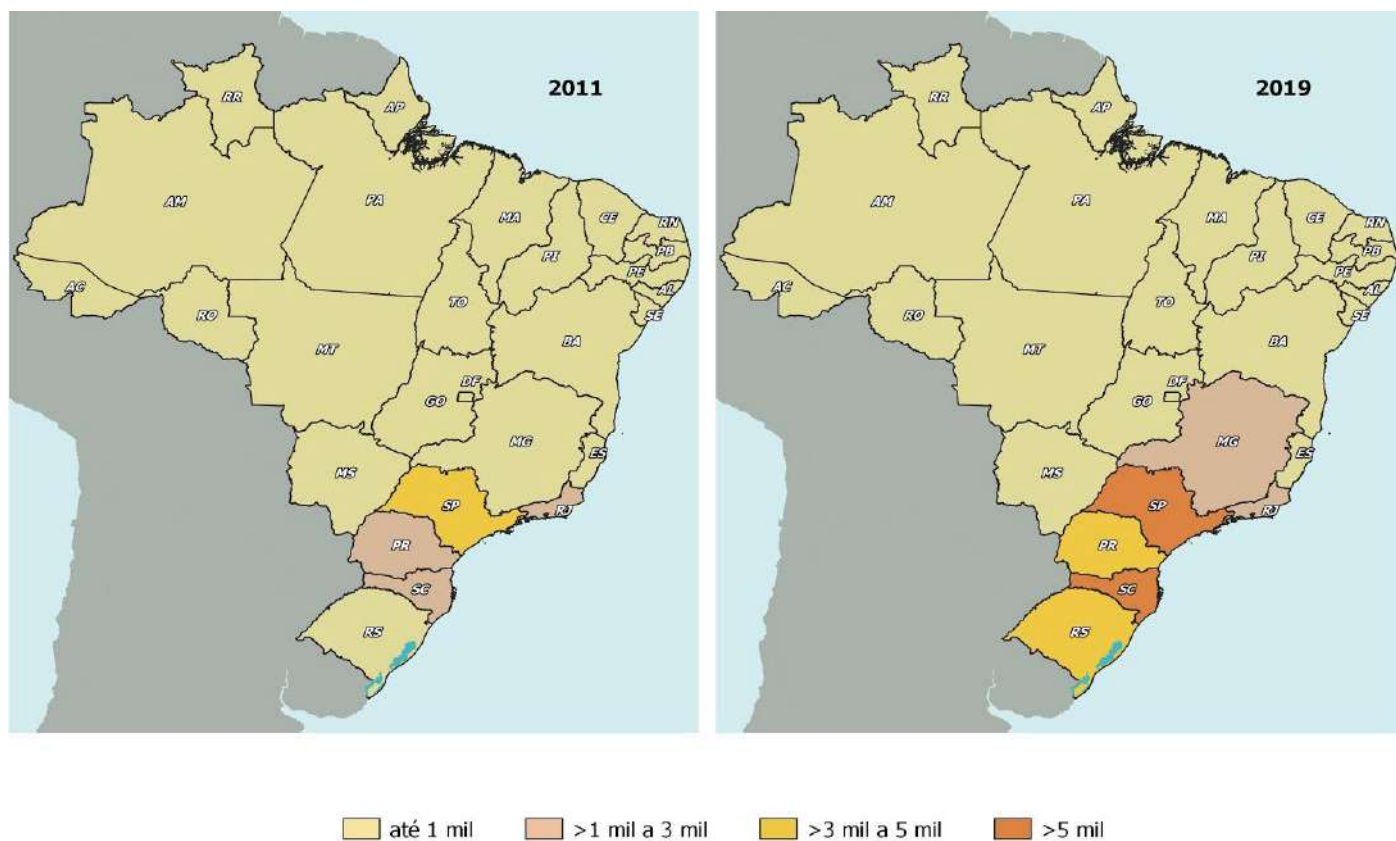 2011
RR
AP
AM
PA
MA
CE
RN
PB
PI
PE
AL
AC
SE
TO
RO
BA
MT
DF
GO
MG
ES
MS
SP
RJ
PR
SC
RS
2019
RR
AP
AM
PA
MA
CE
RN
PB
PI
PE
AL
AC
SE
TO
RO
BA
MT
DF
GO
MG
ES
MS
SP
RJ
PR
SC
RS
até 1 mil >1 mil a 3 mil >3 mil a 5 mil >5 mil